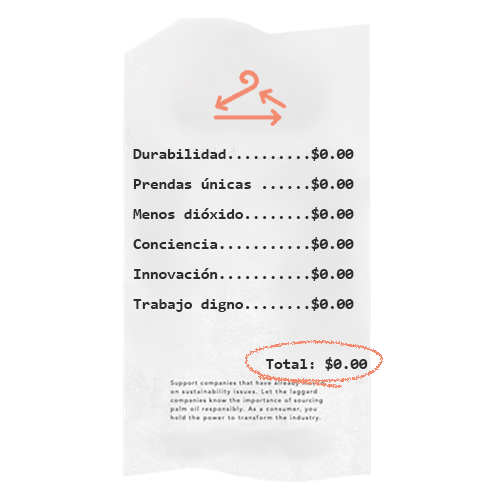 Durabilidad..........$0.00
Prendas únicas ......$0.00
Menos dióxido........$0.00
Conciencia...........$0.00
Innovación...........$0.00
Trabajo digno........$0.00
Total: $0.00
Support companies that have already
on sustainability issues. Let the laggard
companies know the importance of sourcing
palm oil responsibly. As a consumer, you
hold the power to transform the industry.